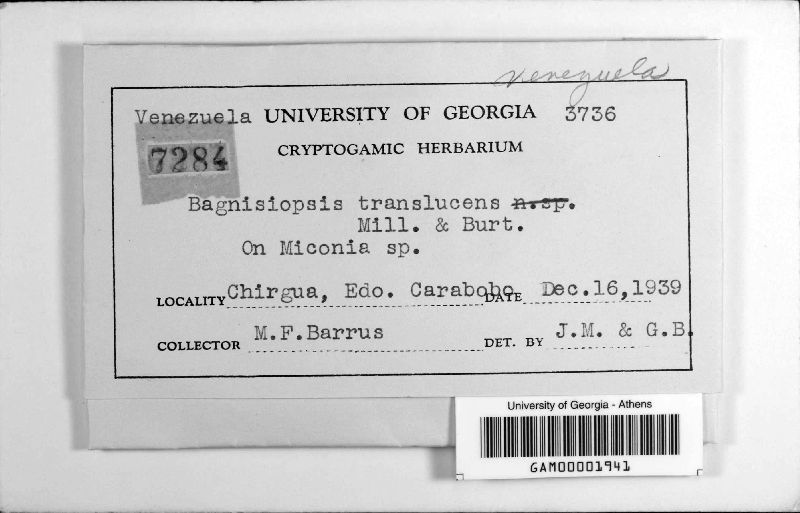 Venezuela
Venezuela UNIVERSITY OF GEORGIA 3736
7284 CRYPTOGAMIC HERBARIUM
Bagnisiopsis translucens n.sp.
Mill. & Burt.
On Miconia sp.
LOCALITY Chirgua, Edo. Carabobo DATE Dec.16,1939
COLLECTOR M.F.Barrus DET. BY J.M. & G.B.
University of Georgia - Athens
GAM00001941